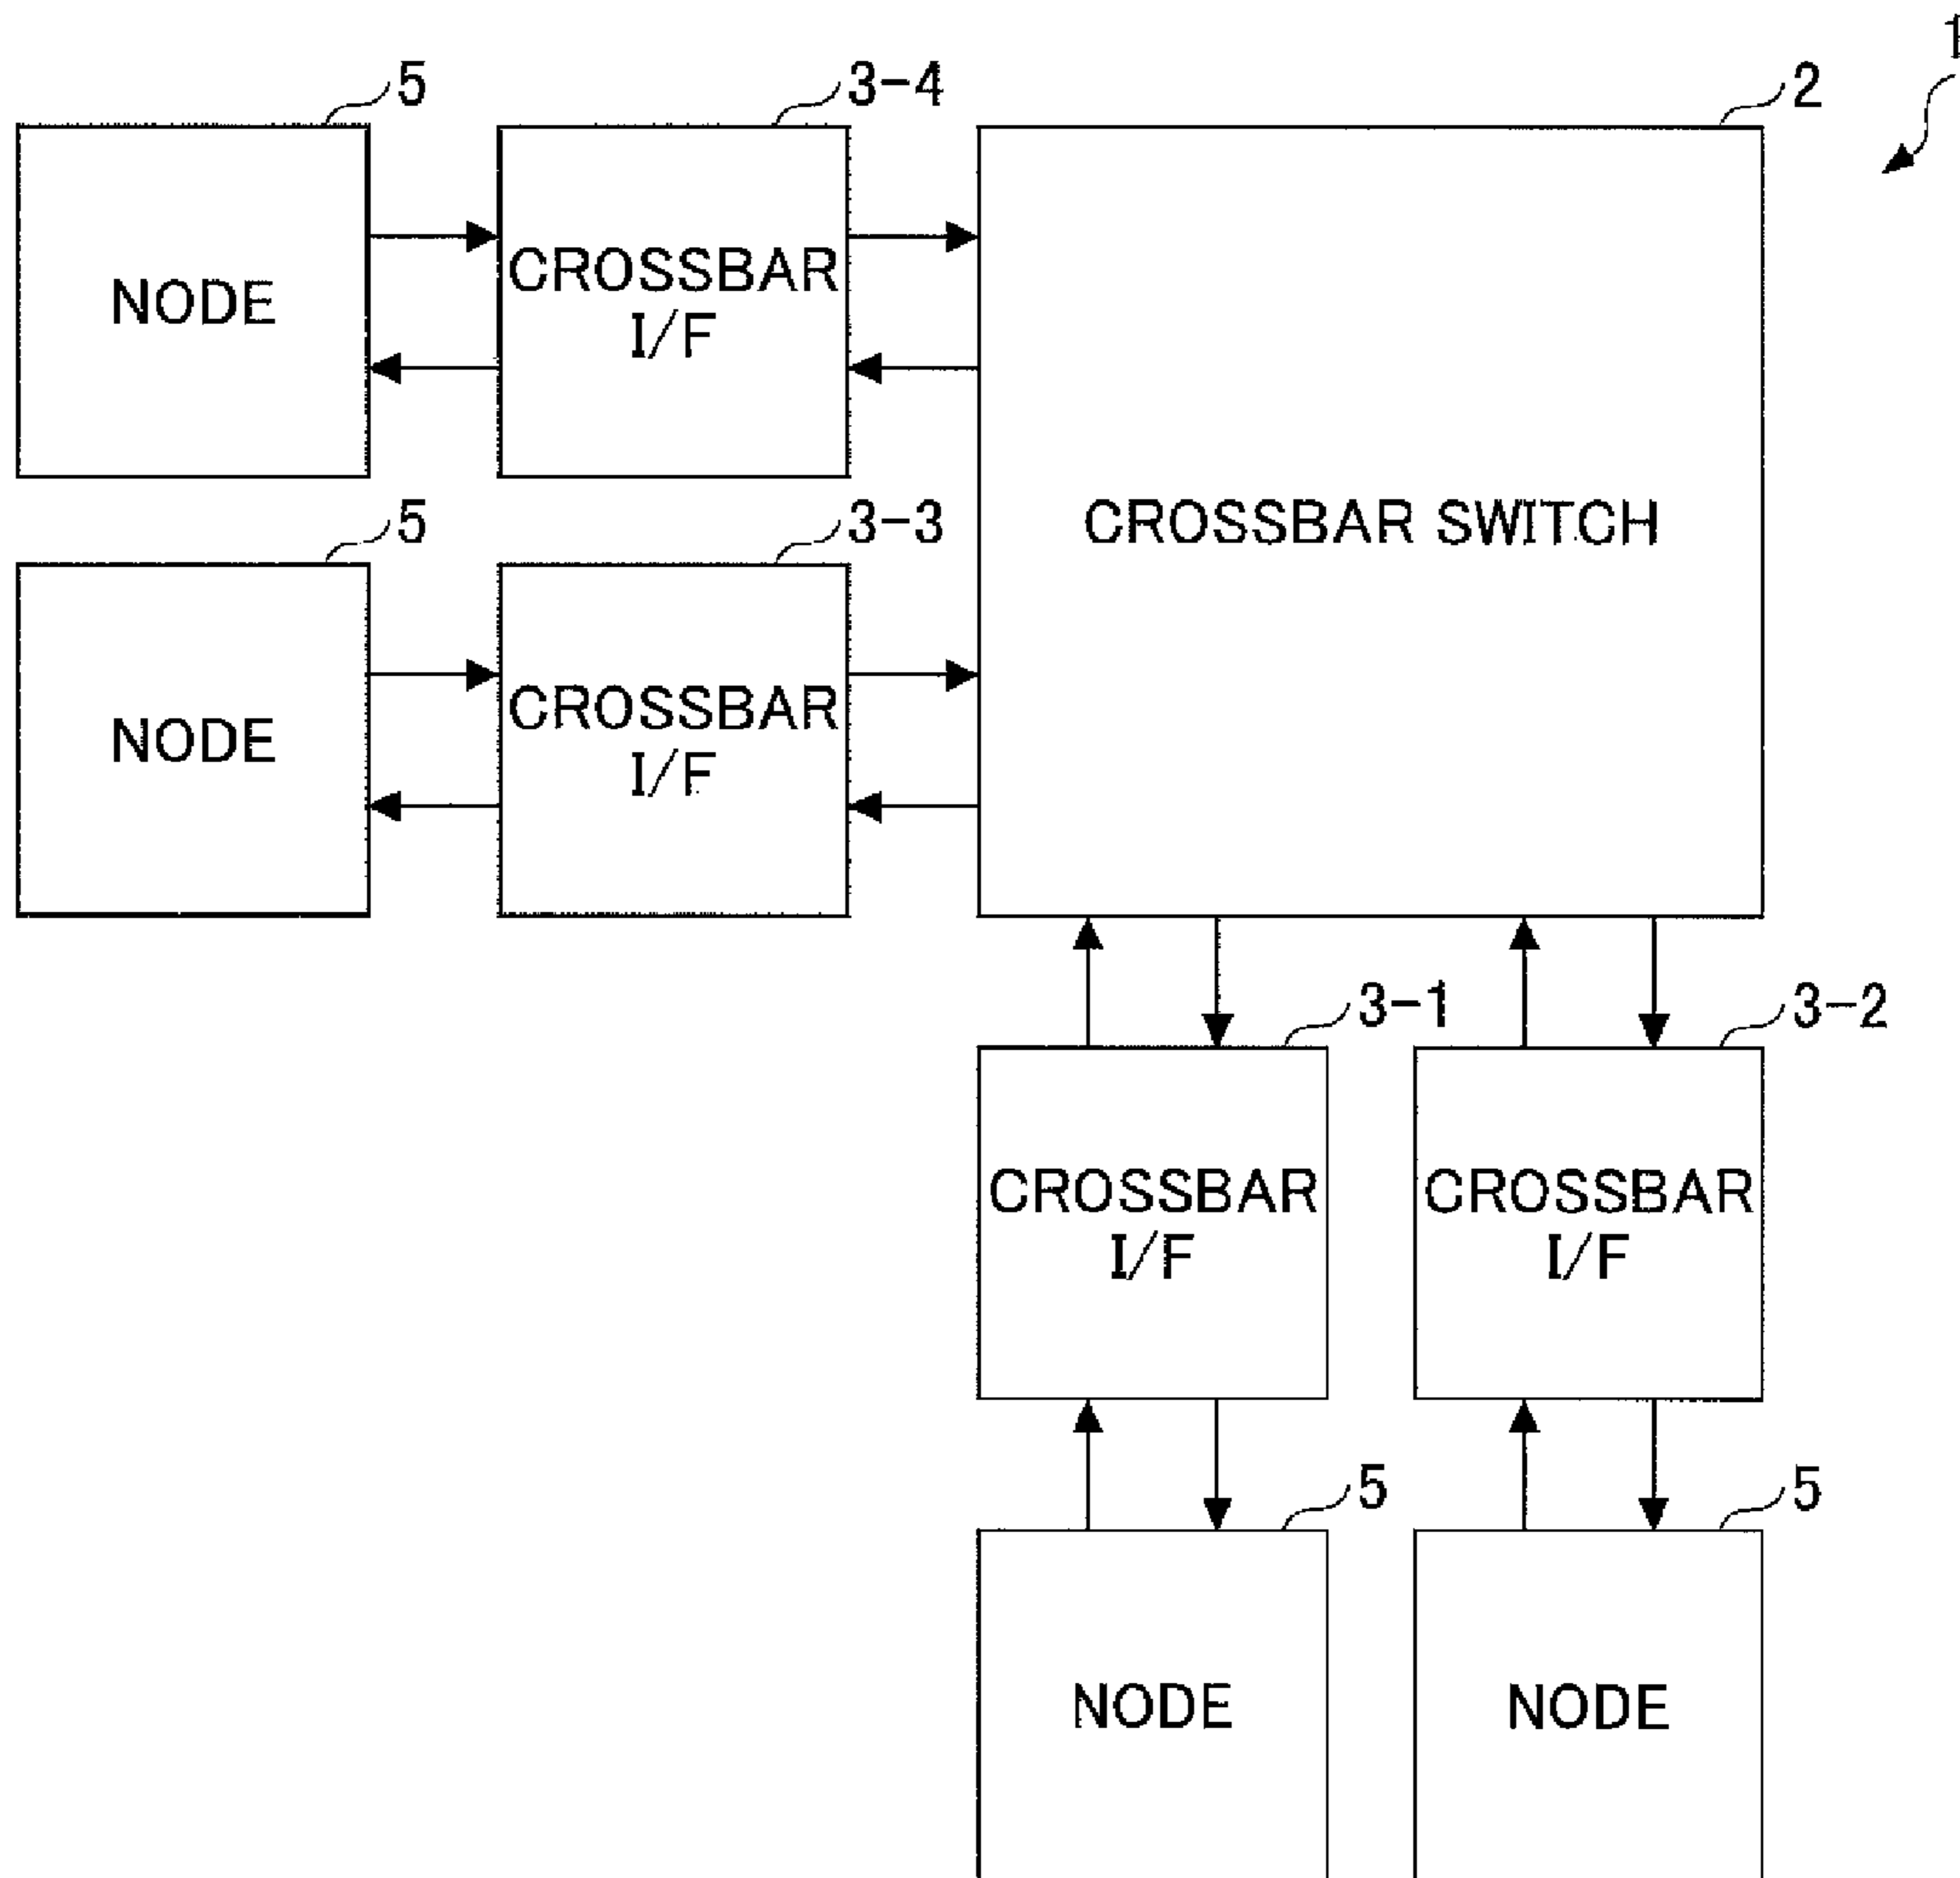 1
5
3-4
2
NODE
CROSSBAR
I/F
CROSSBAR SWITCH
5
3-3
NODE
CROSSBAR
I/F
3-1
3-2
CROSSBAR
I/F
CROSSBAR
I/F
5
5
NODE
NODE